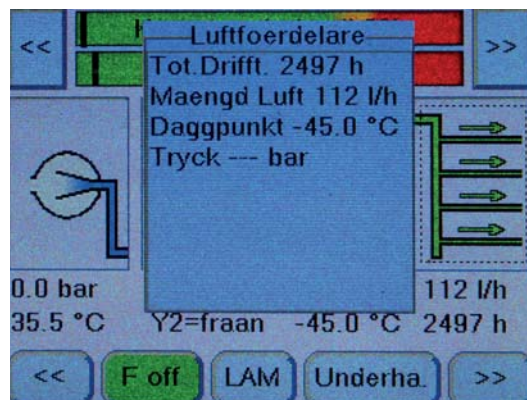 <<
>>
Luftfoerdelare
Tot.Drifft. 2497 h
Maengd Luft 112 l/h
Daggpunkt -45.0 °C
Tryck --- bar
0.0 bar
112 l/h
35.5 °C Y2=fraan -45.0 °C 2497 h
<< F off LAM Underha. >>